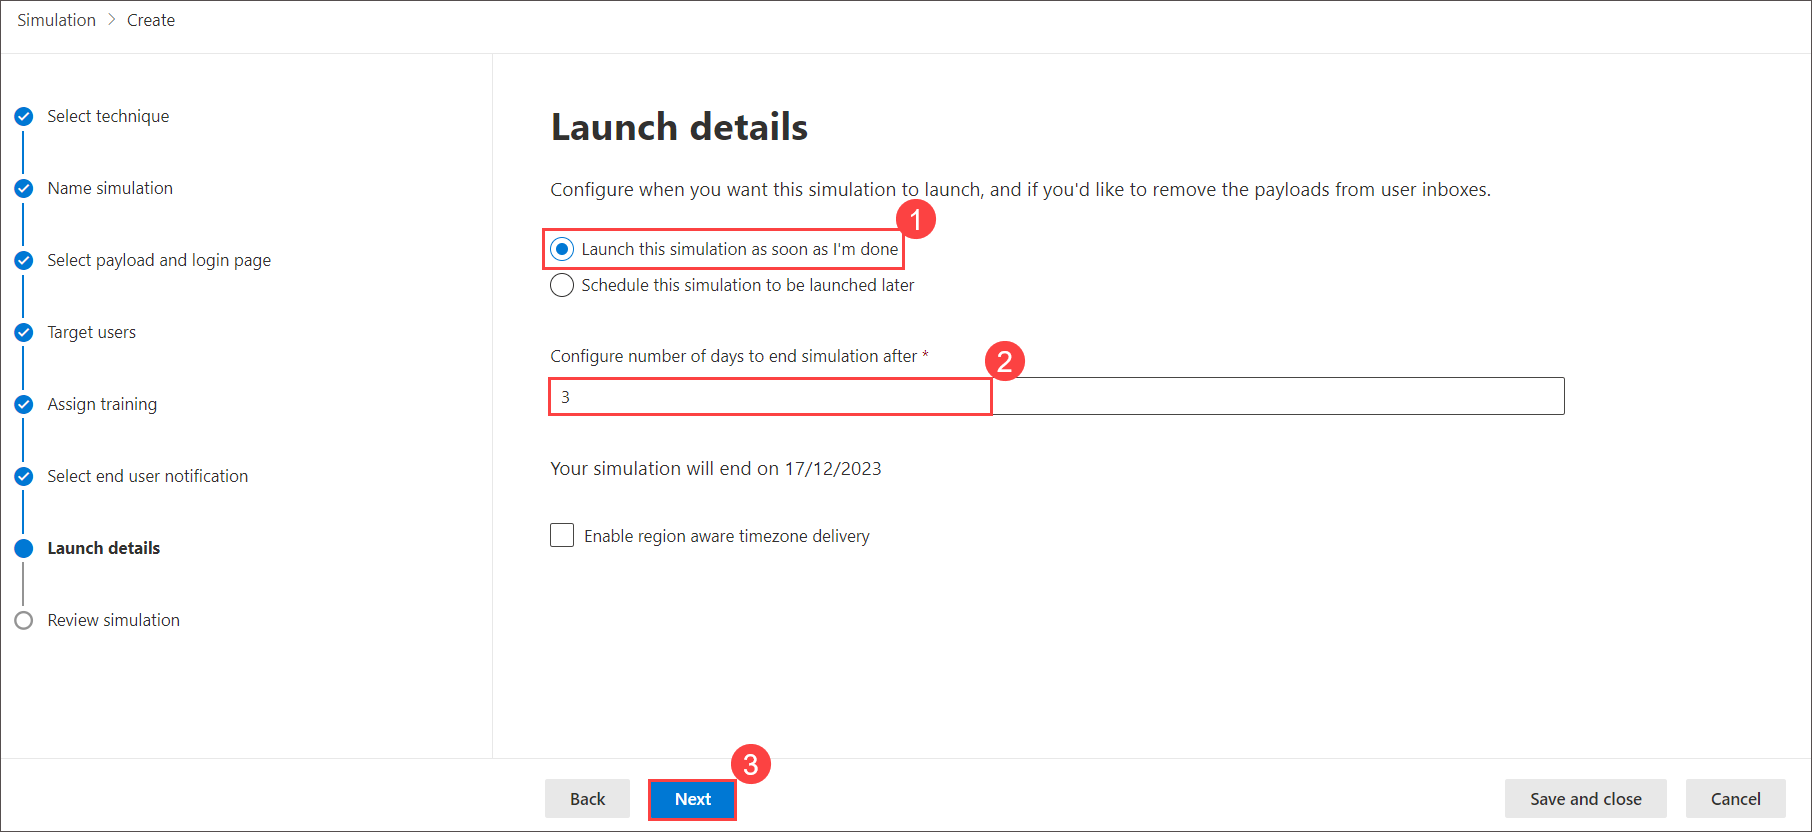 Simulation > Create
Select technique
Name simulation
Select payload and login page
Target users
Assign training
Select end user notification
Launch details
Review simulation
Launch details
Configure when you want this simulation to launch, and if you'd like to remove the payloads from user inboxes.
1
Launch this simulation as soon as I'm done
Schedule this simulation to be launched later
Configure number of days to end simulation after *
2
3
Your simulation will end on 17/12/2023
Enable region aware timezone delivery
3
Back
Next
Save and close
Cancel